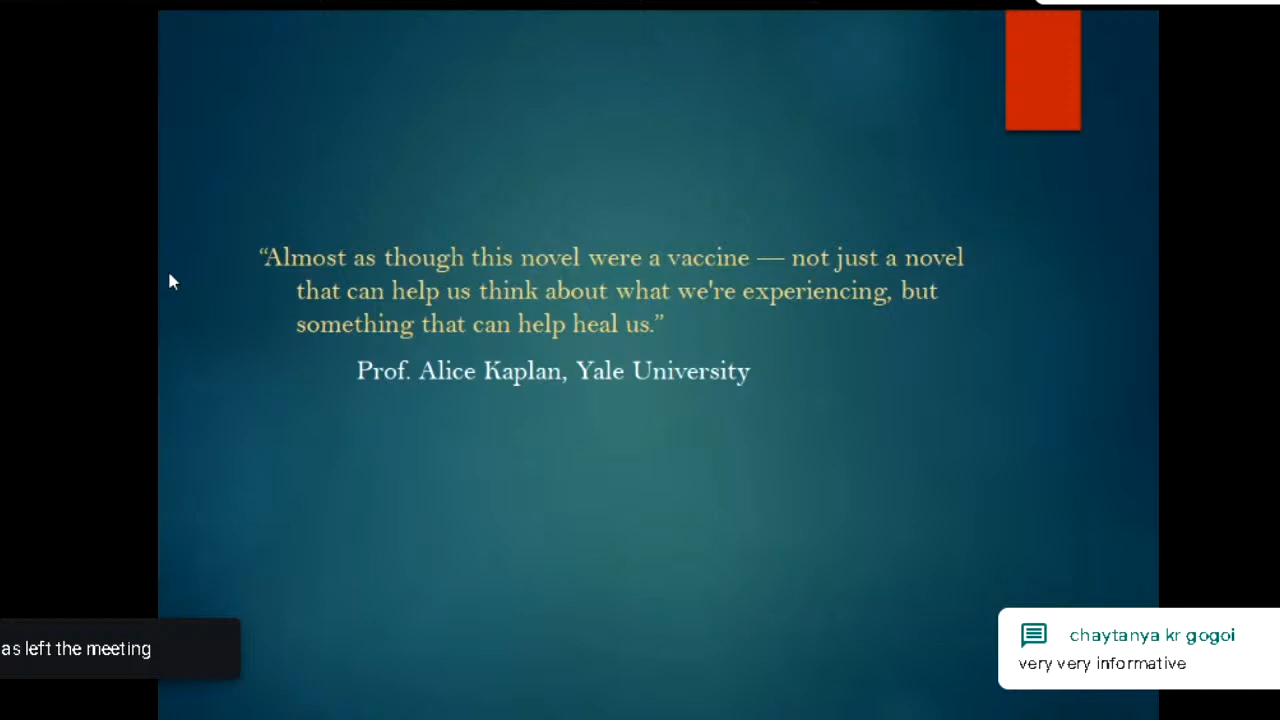 “Almost as though this novel were a vaccine — not just a novel
that can help us think about what we're experiencing, but
something that can help heal us.”
Prof. Alice Kaplan, Yale University
as left the meeting
chaytanya kr gogoi
very very informative